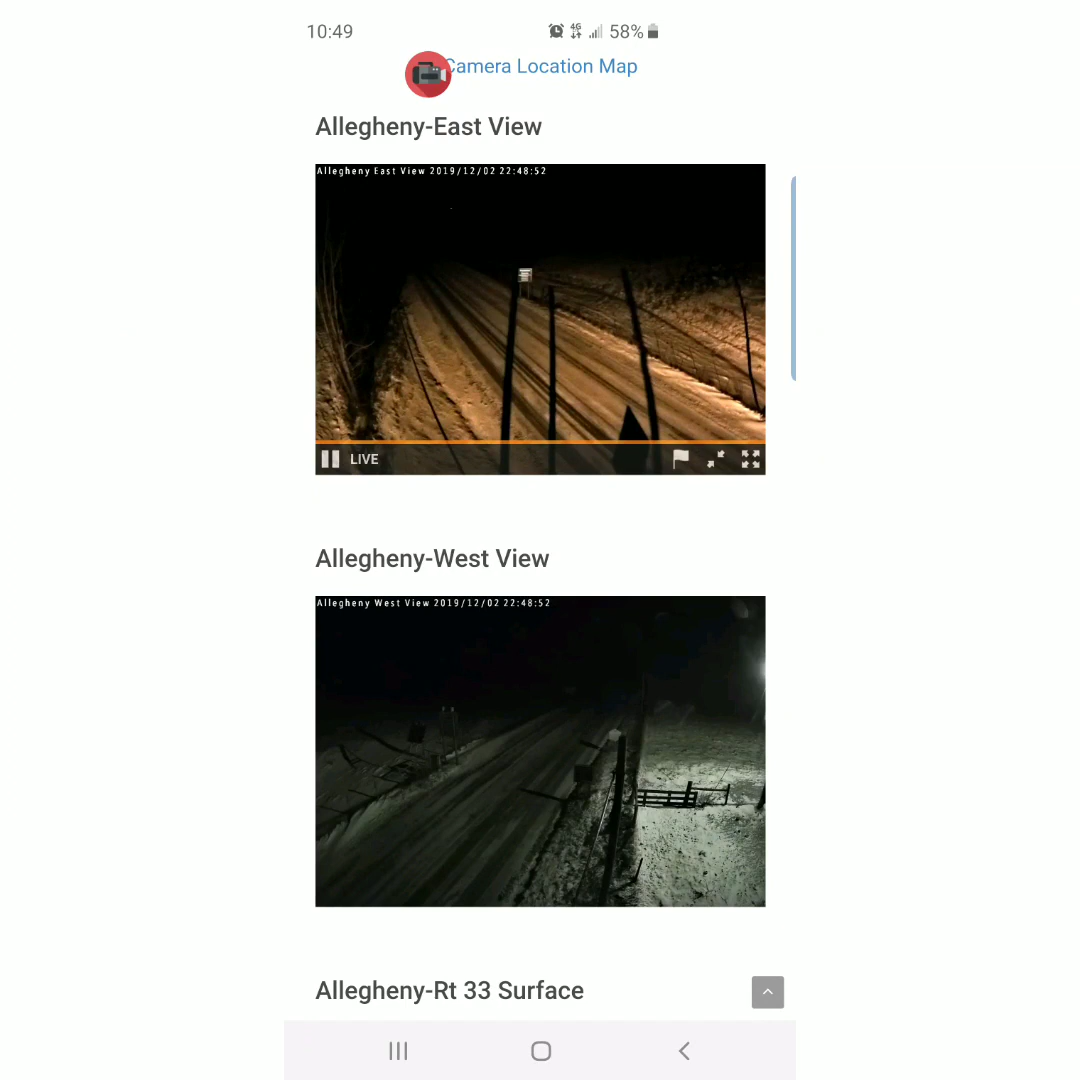 10:49
4G 58%
Camera Location Map
Allegheny-East View
Allegheny East View 2019/12/02 22:48:52
LIVE
Allegheny-West View
Allegheny West View 2019/12/02 22:48:52
Allegheny-Rt 33 Surface